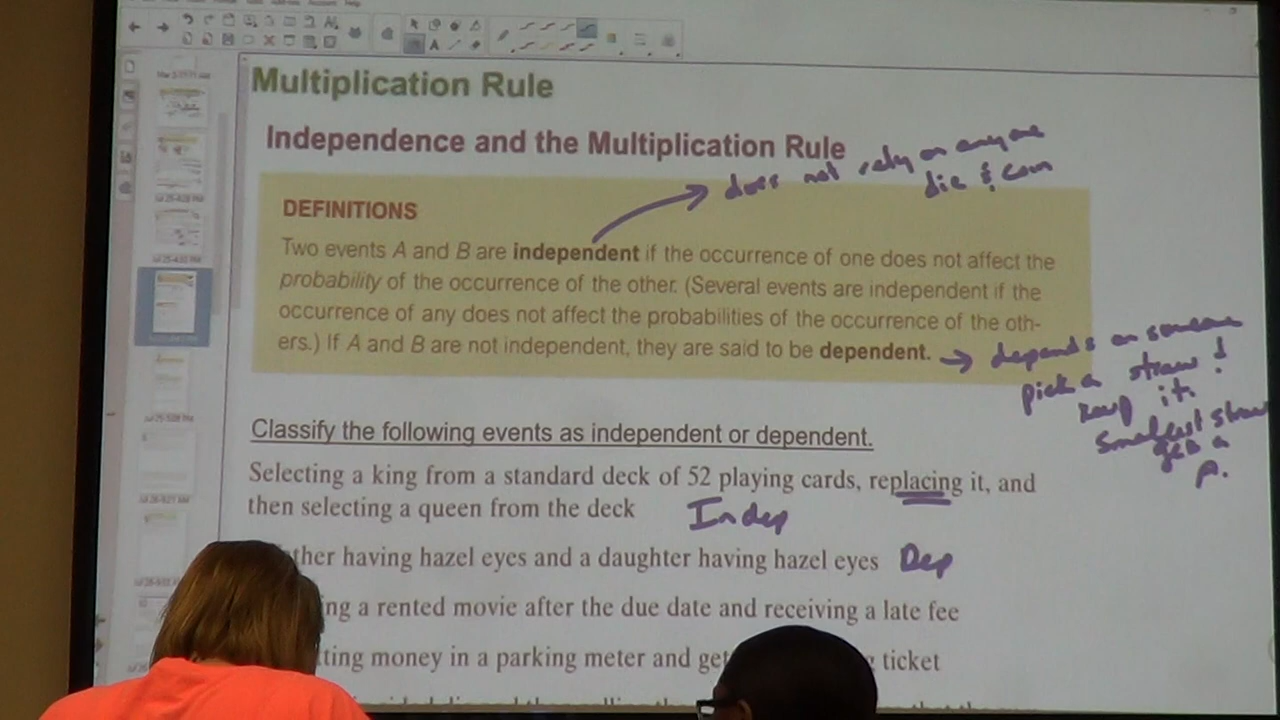 Multiplication Rule
Independence and the Multiplication Rule
does not rely on anyone
die & coin
DEFINITIONS
Two events A and B are independent if the occurrence of one does not affect the
probability of the occurrence of the other. (Several events are independent if the
occurrence of any does not affect the probabilities of the occurrence of the oth-
ers.) If A and B are not independent, they are said to be dependent.
depends on someone
pick a straw &
keep it.
smallest straw
gets a
p.
Classify the following events as independent or dependent.
Selecting a king from a standard deck of 52 playing cards, replacing it, and
then selecting a queen from the deck
Indep
ther having hazel eyes and a daughter having hazel eyes Dep
ing a rented movie after the due date and receiving a late fee
ting money in a parking meter and get ticket